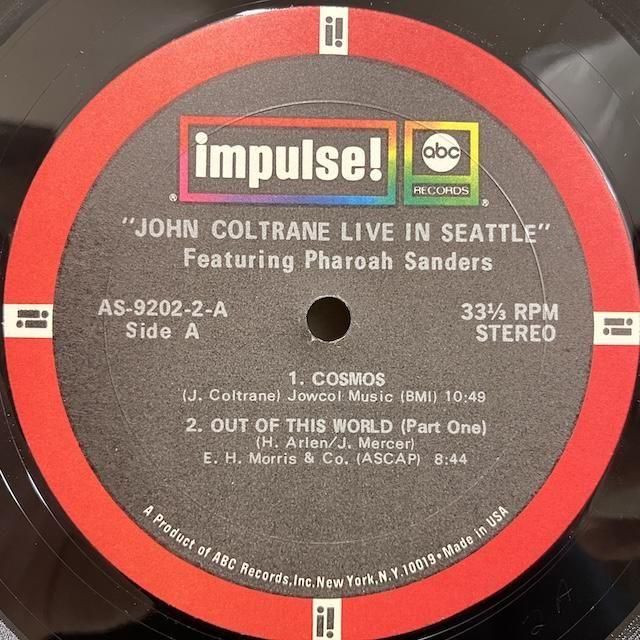 i!
impulse!
abc
RECORDS
®
®
"JOHN COLTRANE LIVE IN SEATTLE"
Featuring Pharoah Sanders
AS-9202-2-A
Side A
33⅓ RPM
STEREO
i!
i!
1. COSMOS
(J. Coltrane) Jowcol Music (BMI) 10:49
2. OUT OF THIS WORLD (Part One)
(H. Arlen/J. Mercer)
E. H. Morris & Co. (ASCAP) 8:44
A Product of ABC Records, Inc. New York, N.Y. 10019 • Made in USA
i!
2 A